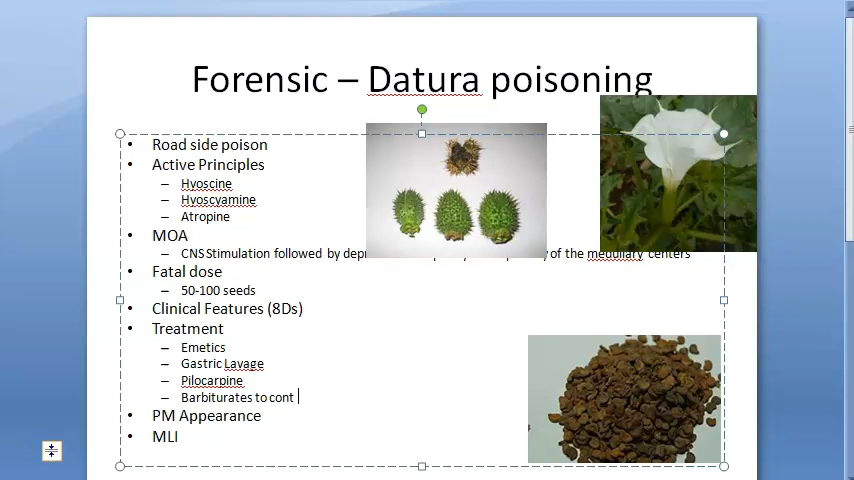 Forensic – Datura poisoning
• Road side poison
• Active Principles
– Hyoscine
– Hyoscyamine
– Atropine
• MOA
– CNS Stimulation followed by of the medullary centers
• Fatal dose
– 50-100 seeds
• Clinical Features (8Ds)
• Treatment
– Emetics
– Gastric Lavage
– Pilocarpine
– Barbiturates to cont
• PM Appearance
• MLI